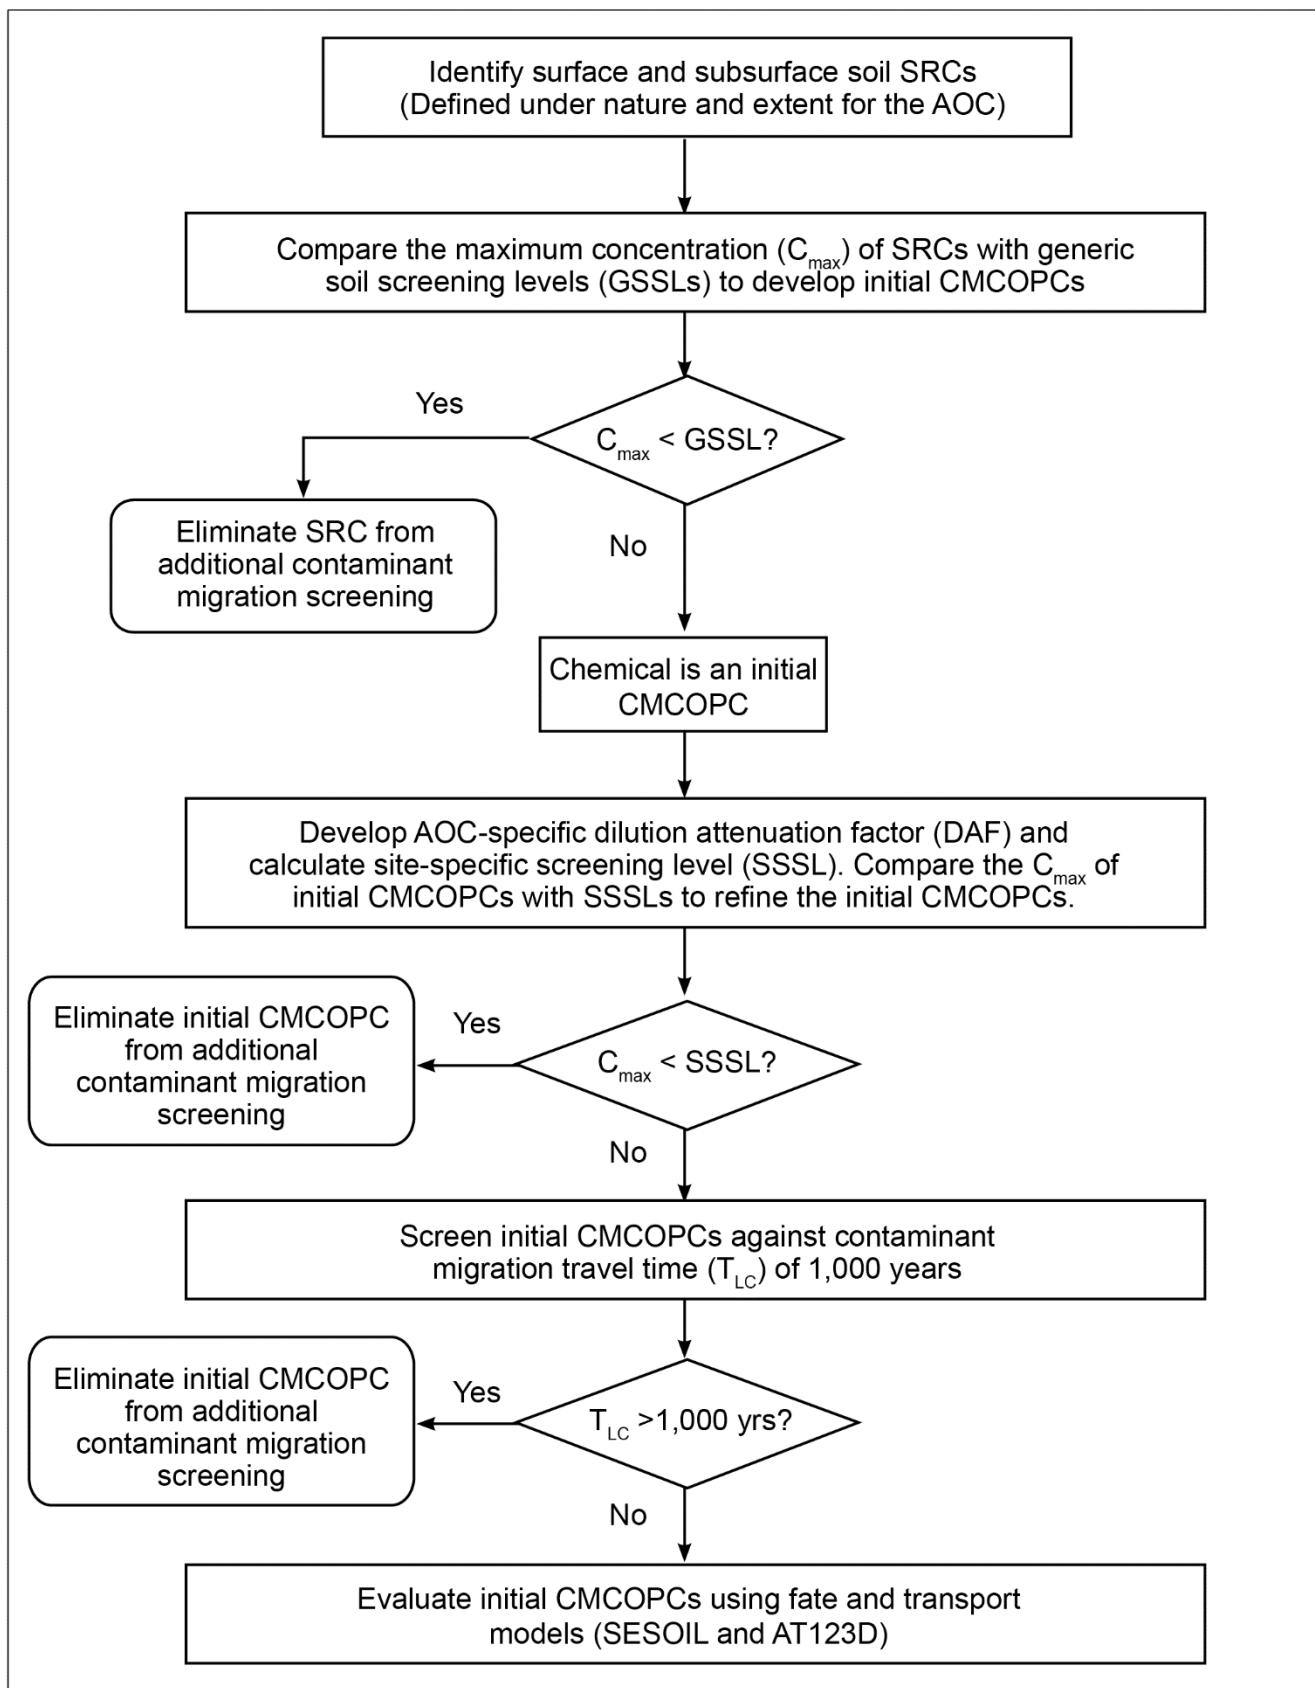 Identify surface and subsurface soil SRCs
(Defined under nature and extent for the AOC)
Compare the maximum concentration (Cmax) of SRCs with generic
soil screening levels (GSSLs) to develop initial CMCOPCs
Yes
Cmax < GSSL?
Eliminate SRC from
additional contaminant
migration screening
No
Chemical is an initial
CMCOPC
Develop AOC-specific dilution attenuation factor (DAF) and
calculate site-specific screening level (SSSL). Compare the Cmax of
initial CMCOPCs with SSSLs to refine the initial CMCOPCs.
Eliminate initial CMCOPC
from additional
contaminant migration
screening
Yes
Cmax < SSSL?
No
Screen initial CMCOPCs against contaminant
migration travel time (TLC) of 1,000 years
Eliminate initial CMCOPC
from additional
contaminant migration
screening
Yes
TLC >1,000 yrs?
No
Evaluate initial CMCOPCs using fate and transport
models (SESOIL and AT123D)